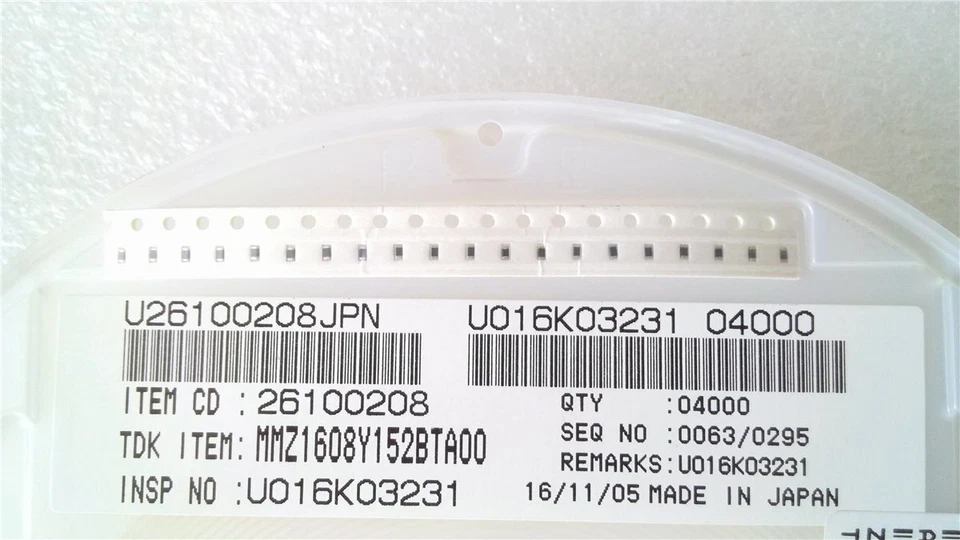 U26100208JPN
U016K03231 04000
ITEM CD : 26100208
TDK ITEM: MMZ1608Y152BTA00
INSP NO :U016K03231
QTY :04000
SEQ NO :0063/0295
REMARKS:U016K03231
16/11/05 MADE IN JAPAN